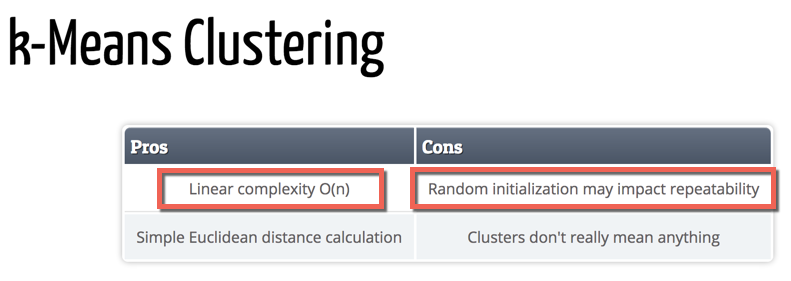 k-Means Clustering
Pros Cons
Linear complexity O(n) Random initialization may impact repeatability
Simple Euclidean distance calculation Clusters don't really mean anything